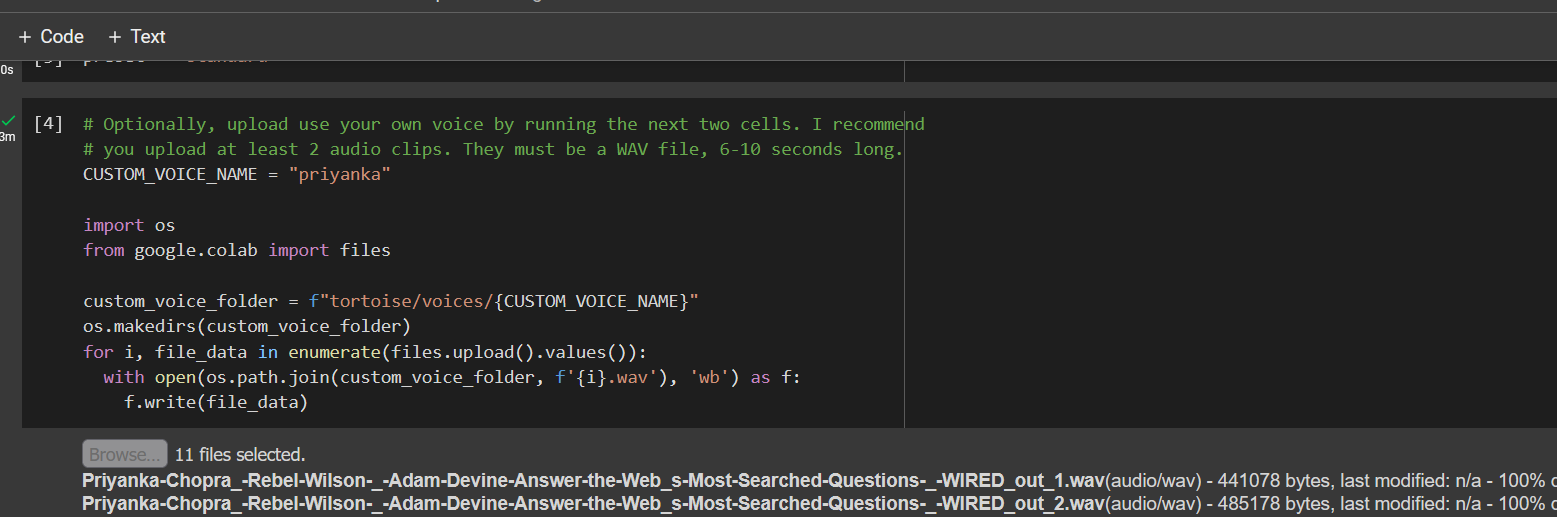 + Code + Text
0s
[4] # Optionally, upload use your own voice by running the next two cells. I recommend
3m # you upload at least 2 audio clips. They must be a WAV file, 6-10 seconds long.
CUSTOM_VOICE_NAME = "priyanka"
import os
from google.colab import files
custom_voice_folder = f"tortoise/voices/{CUSTOM_VOICE_NAME}"
os.makedirs(custom_voice_folder)
for i, file_data in enumerate(files.upload().values()):
with open(os.path.join(custom_voice_folder, f'{i}.wav'), 'wb') as f:
f.write(file_data)
Browse... 11 files selected.
Priyanka-Chopra_-Rebel-Wilson-_-Adam-Devine-Answer-the-Web_s-Most-Searched-Questions-_-WIRED_out_1.wav(audio/wav) - 441078 bytes, last modified: n/a - 100%
Priyanka-Chopra_-Rebel-Wilson-_-Adam-Devine-Answer-the-Web_s-Most-Searched-Questions-_-WIRED_out_2.wav(audio/wav) - 485178 bytes, last modified: n/a - 100%